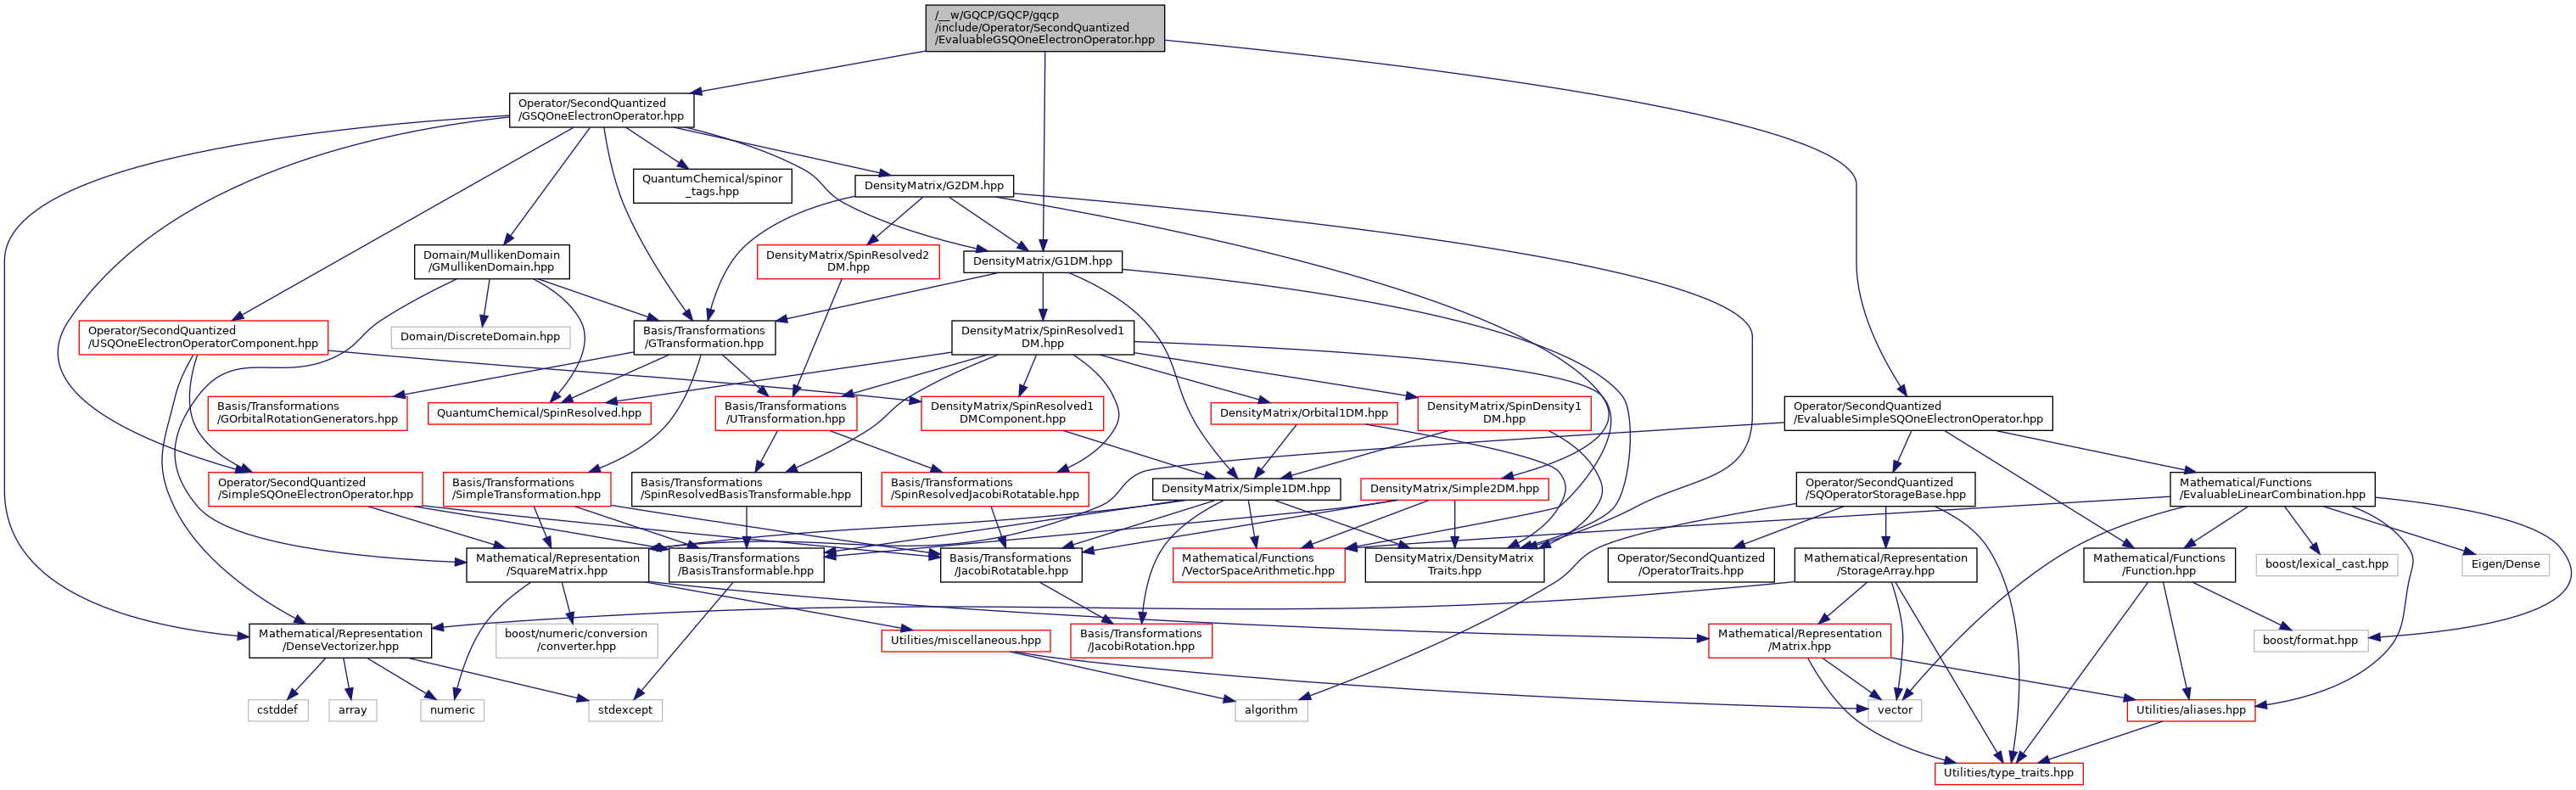 /__w/GQCP/GQCP/gqcp
/include/Operator/SecondQuantized
/EvaluableGSQOneElectronOperator.hpp
Operator/SecondQuantized
/GSQOneElectronOperator.hpp
QuantumChemical/spinor
_tags.hpp
DensityMatrix/G2DM.hpp
Domain/MullikenDomain
/GMullikenDomain.hpp
DensityMatrix/SpinResolved2
DM.hpp
DensityMatrix/G1DM.hpp
Operator/SecondQuantized
/USQOneElectronOperatorComponent.hpp
Domain/DiscreteDomain.hpp
Basis/Transformations
/GTransformation.hpp
DensityMatrix/SpinResolved1
DM.hpp
Basis/Transformations
/GOrbitalRotationGenerators.hpp
QuantumChemical/SpinResolved.hpp
Basis/Transformations
/UTransformation.hpp
DensityMatrix/SpinResolved1
DMComponent.hpp
DensityMatrix/Orbital1DM.hpp
DensityMatrix/SpinDensity1
DM.hpp
Operator/SecondQuantized
/EvaluableSimpleSQOneElectronOperator.hpp
Operator/SecondQuantized
/SimpleSQOneElectronOperator.hpp
Basis/Transformations
/SimpleTransformation.hpp
Basis/Transformations
/SpinResolvedBasisTransformable.hpp
Basis/Transformations
/SpinResolvedJacobiRotatable.hpp
DensityMatrix/Simple1DM.hpp
DensityMatrix/Simple2DM.hpp
Operator/SecondQuantized
/SQOperatorStorageBase.hpp
Mathematical/Functions
/EvaluableLinearCombination.hpp
Mathematical/Representation
/SquareMatrix.hpp
Basis/Transformations
/BasisTransformable.hpp
Basis/Transformations
/JacobiRotatable.hpp
Mathematical/Functions
/VectorSpaceArithmetic.hpp
DensityMatrix/DensityMatrix
Traits.hpp
Operator/SecondQuantized
/OperatorTraits.hpp
Mathematical/Representation
/StorageArray.hpp
Mathematical/Functions
/Function.hpp
boost/lexical_cast.hpp
Eigen/Dense
Mathematical/Representation
/DenseVectorizer.hpp
boost/numeric/conversion
/converter.hpp
Utilities/miscellaneous.hpp
Basis/Transformations
/JacobiRotation.hpp
Mathematical/Representation
/Matrix.hpp
boost/format.hpp
cstddef
array
numeric
stdexcept
algorithm
vector
Utilities/aliases.hpp
Utilities/type_traits.hpp